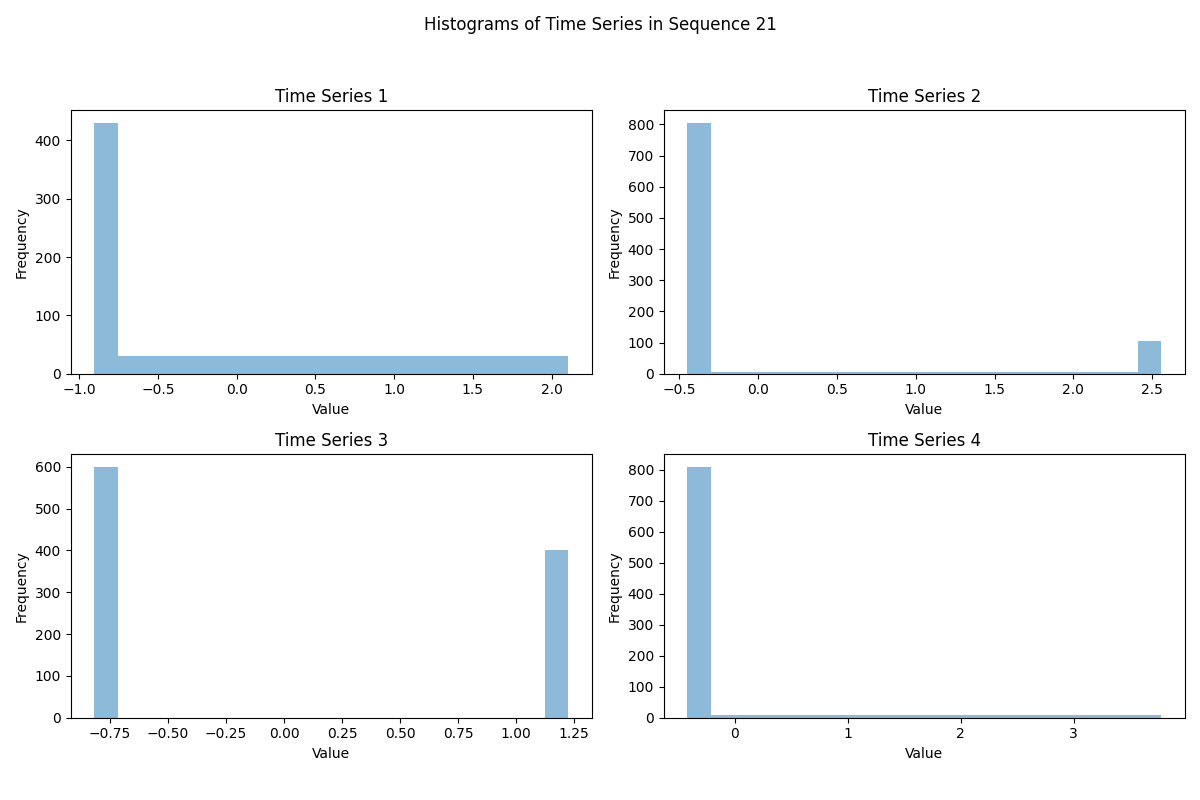 Histograms of Time Series in Sequence 21
Time Series 1
Frequency
400
300
200
100
0
−1.0 −0.5 0.0 0.5 1.0 1.5 2.0
Value
Time Series 2
Frequency
800
700
600
500
400
300
200
100
0
−0.5 0.0 0.5 1.0 1.5 2.0 2.5
Value
Time Series 3
Frequency
600
500
400
300
200
100
0
−0.75 −0.50 −0.25 0.00 0.25 0.50 0.75 1.00 1.25
Value
Time Series 4
Frequency
800
700
600
500
400
300
200
100
0
0 1 2 3
Value